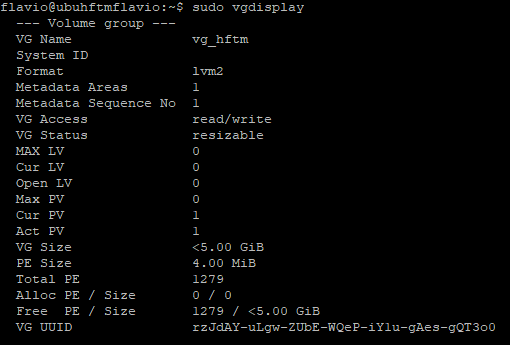 flavio@ubuhftmflavio:~$ sudo vgdisplay
--- Volume group ---
VG Name vg_hftm
System ID
Format lvm2
Metadata Areas 1
Metadata Sequence No 1
VG Access read/write
VG Status resizable
MAX LV 0
Cur LV 0
Open LV 0
Max PV 0
Cur PV 1
Act PV 1
VG Size <5.00 GiB
PE Size 4.00 MiB
Total PE 1279
Alloc PE / Size 0 / 0
Free PE / Size 1279 / <5.00 GiB
VG UUID rzJdAY-uLgw-ZUbE-WQeP-iY1u-gAes-gQT3o0